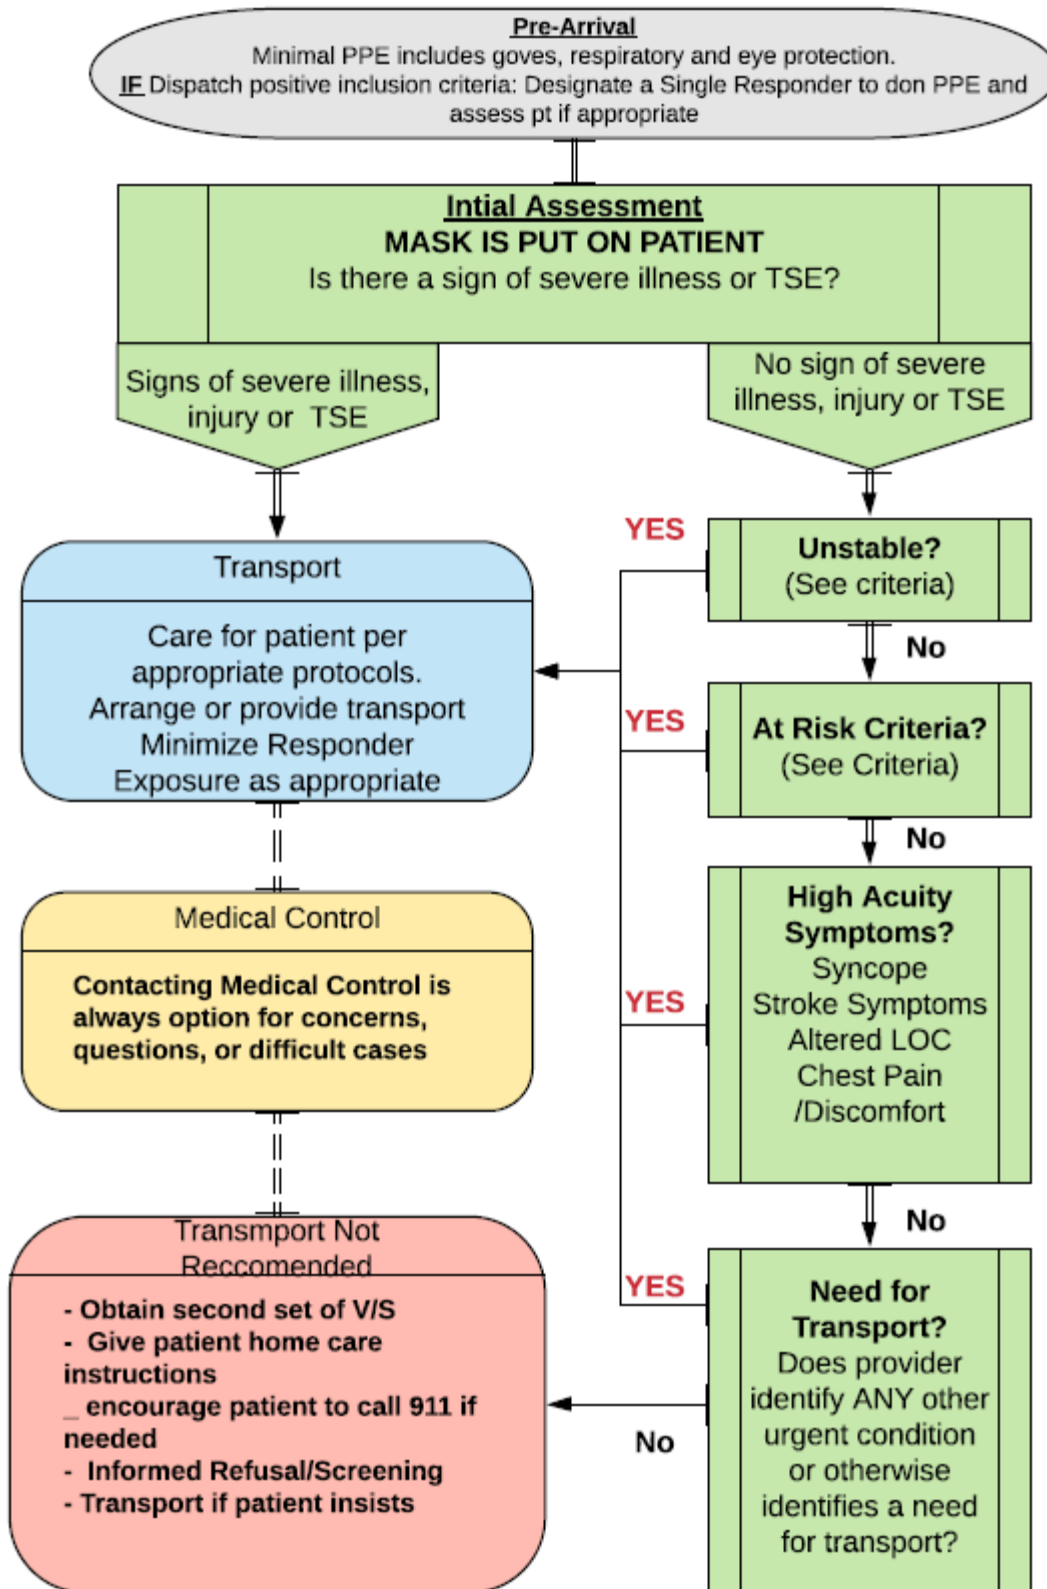 Pre-Arrival
Minimal PPE includes goves, respiratory and eye protection.
IF Dispatch positive inclusion criteria: Designate a Single Responder to don PPE and
assess pt if appropriate
Intial Assessment
MASK IS PUT ON PATIENT
Is there a sign of severe illness or TSE?
Signs of severe illness,
injury or TSE
No sign of severe
illness, injury or TSE
Transport
Care for patient per
appropriate protocols.
Arrange or provide transport
Minimize Responder
Exposure as appropriate
YES
Unstable?
(See criteria)
No
YES
At Risk Criteria?
(See Criteria)
No
Medical Control
Contacting Medical Control is
always option for concerns,
questions, or difficult cases
YES
High Acuity
Symptoms?
Syncope
Stroke Symptoms
Altered LOC
Chest Pain
/Discomfort
No
Transmport Not
Reccomended
- Obtain second set of V/S
- Give patient home care
instructions
_ encourage patient to call 911 if
needed
- Informed Refusal/Screening
- Transport if patient insists
YES
No
Need for
Transport?
Does provider
identify ANY other
urgent condition
or otherwise
identifies a need
for transport?